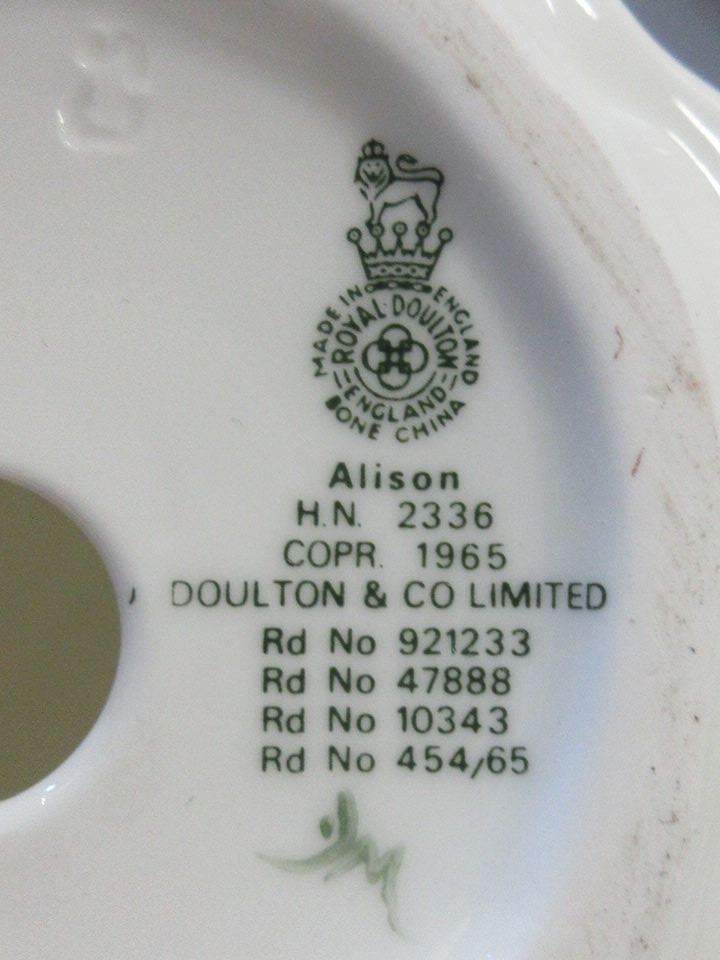 MADE IN ENGLAND
ROYAL DOULTON
ENGLAND
BONE CHINA
Alison
H.N. 2336
COPR. 1965
DOULTON & CO LIMITED
Rd No 921233
Rd No 47888
Rd No 10343
Rd No 454/65